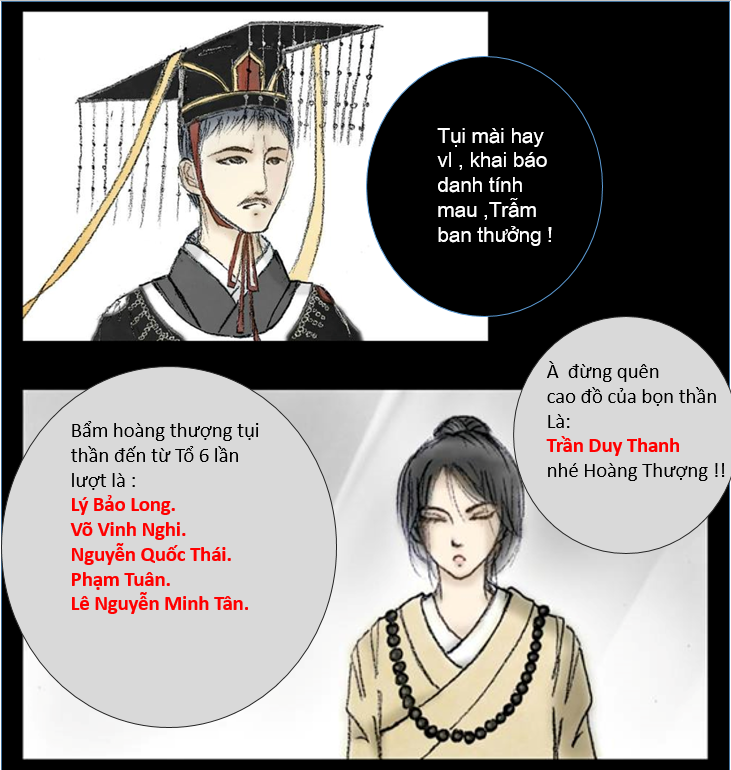 Tụi mài hay
vl , khai báo
danh tính
mau ,Trẫm
ban thưởng !
À  đừng quên
cao đồ của bọn thần
Là:
Trần Duy Thanh
nhé Hoàng Thượng !!
Bẩm hoàng thượng tụi
thần đến từ Tổ 6 lần
lượt là :
Lý Bảo Long.
Võ Vinh Nghi.
Nguyễn Quốc Thái.
Phạm Tuân.
Lê Nguyễn Minh Tân.